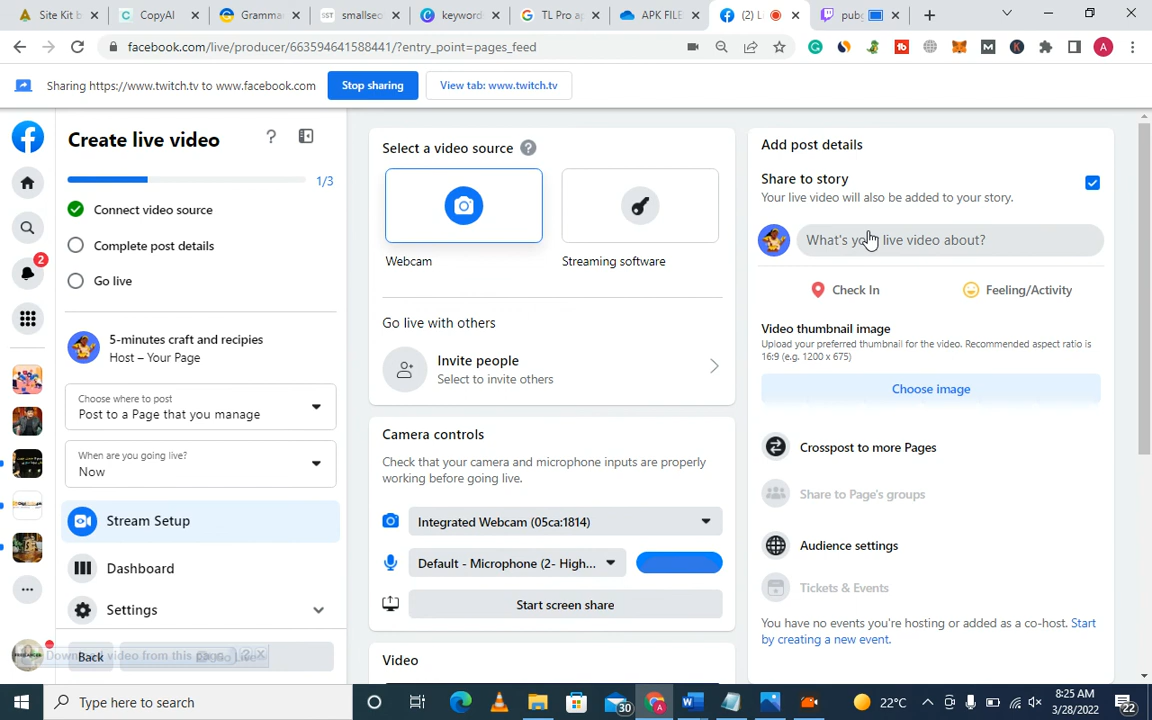 Site Kit b
CopyAI
Gramma
SST
smallseo
keyword
TL Pro ap
APK FILE
(2) L
pubg
facebook.com/live/producer/663594641588441/?entry_point=pages_feed
Sharing https://www.twitch.tv to www.facebook.com
Stop sharing
View tab: www.twitch.tv
Create live video
1/3
Connect video source
Complete post details
Go live
5-minutes craft and recipies
Host – Your Page
Choose where to post
Post to a Page that you manage
When are you going live?
Now
Stream Setup
Dashboard
Settings
Back
Select a video source
Webcam
Streaming software
Go live with others
Invite people
Select to invite others
Camera controls
Check that your camera and microphone inputs are properly
working before going live.
Integrated Webcam (05ca:1814)
Default - Microphone (2- High...
Start screen share
Video
Add post details
Share to story
Your live video will also be added to your story.
What's your live video about?
Check In
Feeling/Activity
Video thumbnail image
Upload your preferred thumbnail for the video. Recommended aspect ratio is
16:9 (e.g. 1200 x 675)
Choose image
Crosspost to more Pages
Share to Page's groups
Audience settings
Tickets & Events
You have no events you're hosting or added as a co-host. Start
by creating a new event.
2
Type here to search
30
22°C
8:25 AM
3/28/2022
22